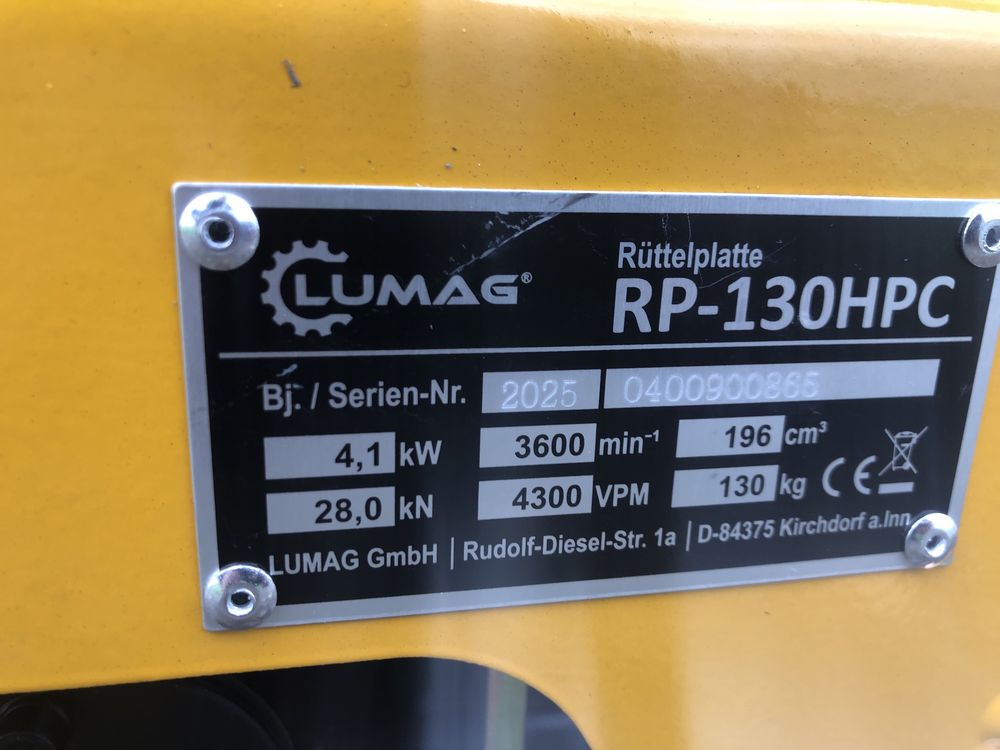 LUMAG®
Rüttelplatte
RP-130HPC
Bj. / Serien-Nr. 2025 0400900865
4,1 kW 3600 min⁻¹ 196 cm³
28,0 kN 4300 VPM 130 kg CE
LUMAG GmbH | Rudolf-Diesel-Str. 1a | D-84375 Kirchdorf a.Inn